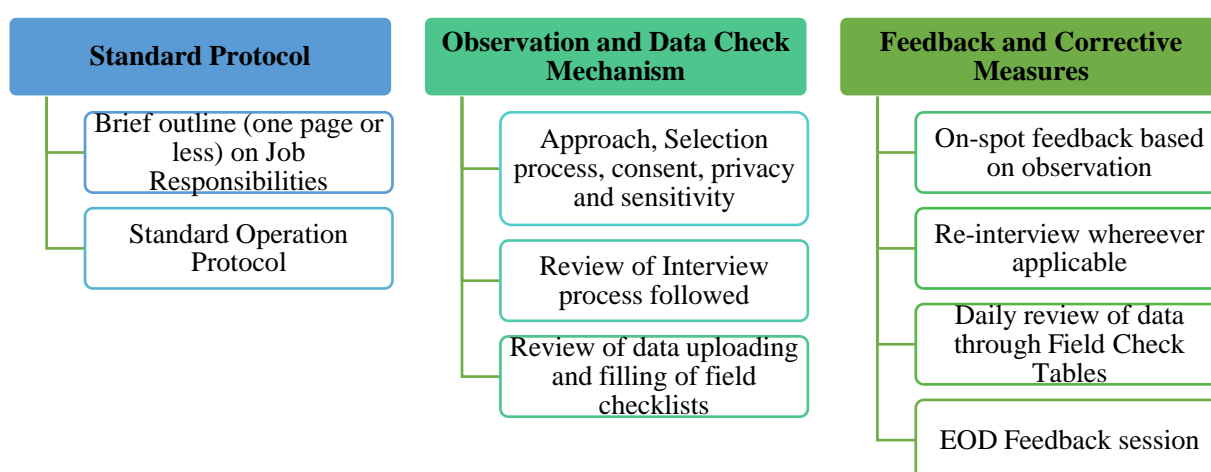 Standard Protocol
Brief outline (one page or
less) on Job
Responsibilities
Standard Operation
Protocol
Observation and Data Check
Mechanism
Approach, Selection
process, consent, privacy
and sensitivity
Review of Interview
process followed
Review of data uploading
and filling of field
checklists
Feedback and Corrective
Measures
On-spot feedback based
on observation
Re-interview whereever
applicable
Daily review of data
through Field Check
Tables
EOD Feedback session